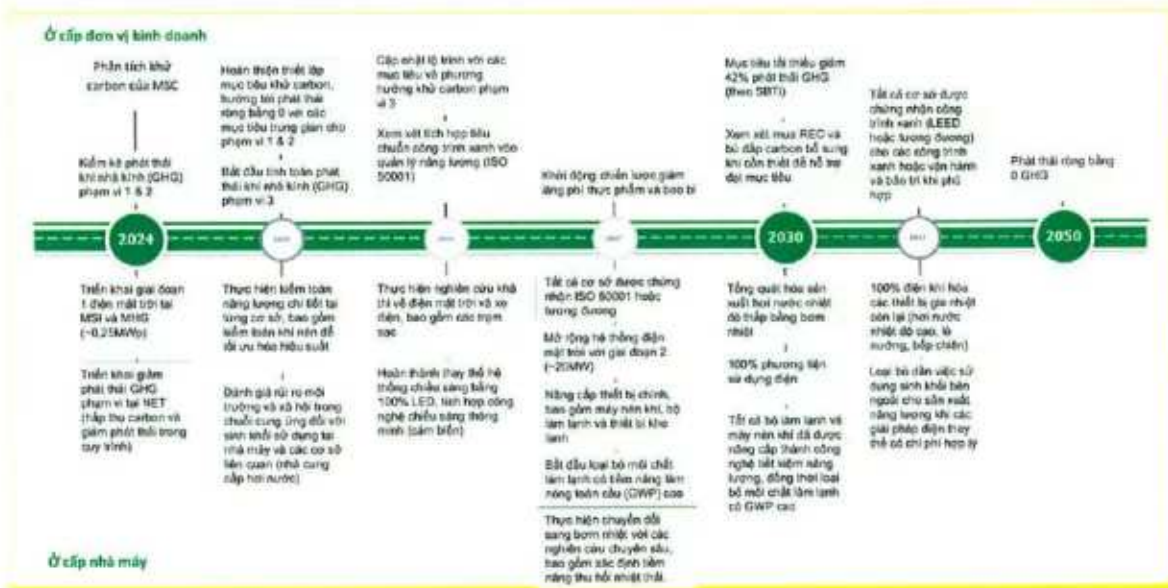 Ở cấp đơn vị kinh doanh
Phân tích khử
carbon của MSC
Kiểm kê phát thải
khí nhà kính (GHG)
phạm vi 1 & 2
Hoàn thiện thiết lập
mục tiêu khử carbon,
hướng tới phát thải
ròng bằng 0 với các
mục tiêu trung gian cho
phạm vi 1 & 2
Bắt đầu tính toán phát
thải khí nhà kính (GHG)
phạm vi 3
Cập nhật lộ trình với các
mục tiêu và phương
hướng khử carbon phạm
vi 3
Xem xét tích hợp tiêu
chuẩn công trình xanh vào
quản lý năng lượng (ISO
50001)
Khởi động chiến lược giảm
lãng phí thực phẩm và bao bì
Mục tiêu tối thiểu giảm
42% phát thải GHG
(theo SBTi)
Xem xét mua REC và
bù đắp carbon bổ sung
khi cần thiết để hỗ trợ
đạt mục tiêu
Tất cả cơ sở được
chứng nhận công
trình xanh (LEED
hoặc tương đương)
cho các công trình
xanh hoặc vận hành
và bảo trì khi phù
hợp
Phát thải ròng bằng
0 GHG
2024
2030
2050
Triển khai giai đoạn
1 điện mặt trời tại
MSI và MHG
(~0,25MWp)
Triển khai giảm
phát thải GHG
phạm vi tại NET
(hấp thu carbon và
giảm phát thải trong
quy trình)
Thực hiện kiểm toán
năng lượng chi tiết tại
từng cơ sở, bao gồm
kiểm toán khí nén để
tối ưu hóa hiệu suất
Đánh giá rủi ro môi
trường và xã hội trong
chuỗi cung ứng đối với
sinh khối sử dụng tại
nhà máy và các cơ sở
liên quan (nhà cung
cấp hơi nước)
Thực hiện nghiên cứu khả
thi về điện mặt trời và xe
điện, bao gồm các trạm
sạc
Hoàn thành thay thế hệ
thống chiếu sáng bằng
100% LED, tích hợp công
nghệ chiếu sáng thông
minh (cảm biến)
Tất cả cơ sở được chứng
nhận ISO 50001 hoặc
tương đương
Mở rộng hệ thống điện
mặt trời với giai đoạn 2
(~20MW)
Nâng cấp thiết bị chính,
bao gồm máy nén khí, bộ
làm lạnh và thiết bị kho
lạnh
Bắt đầu loại bỏ môi chất
làm lạnh có tiềm năng làm
nóng toàn cầu (GWP) cao
Thực hiện chuyển đổi
sang bơm nhiệt với các
nghiên cứu chuyên sâu,
bao gồm xác định tiềm
năng thu hồi nhiệt thải.
Tổng quát hóa sản
xuất hơi nước nhiệt
độ thấp bằng bơm
nhiệt
100% phương tiện
sử dụng điện
Tất cả bộ làm lạnh và
máy nén khí đã được
nâng cấp thành công
nghệ tiết kiệm năng
lượng, đồng thời loại
bỏ môi chất làm lạnh
có GWP cao
100% điện khí hóa
các thiết bị gia nhiệt
còn lại (hơi nước
nhiệt độ cao, lò
nướng, bếp chiên)
Loại bỏ dần việc sử
dụng sinh khối bên
ngoài cho sản xuất
năng lượng khi các
giải pháp điện thay
thế có chi phí hợp lý
Ở cấp nhà máy